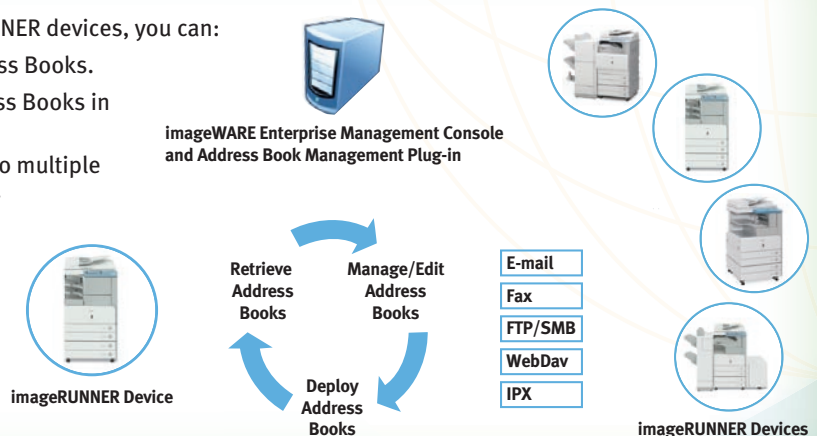 NER devices, you can:
ss Books.
ss Books in
o multiple
imageWARE Enterprise Management Console
and Address Book Management Plug-in
Retrieve
Address
Books
Manage/Edit
Address
Books
Deploy
Address
Books
E-mail
Fax
FTP/SMB
WebDav
IPX
imageRUNNER Device
imageRUNNER Devices